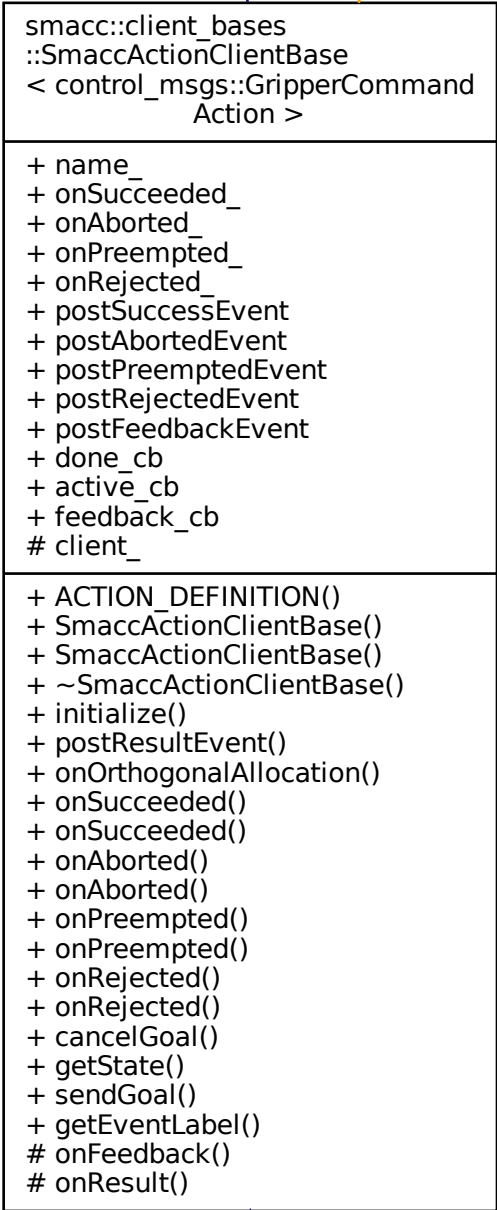 smacc::client_bases
::SmaccActionClientBase
< control_msgs::GripperCommand
Action >
+ name_
+ onSucceeded_
+ onAborted_
+ onPreempted_
+ onRejected_
+ postSuccessEvent
+ postAbortedEvent
+ postPreemptedEvent
+ postRejectedEvent
+ postFeedbackEvent
+ done_cb
+ active_cb
+ feedback_cb
# client_
+ ACTION_DEFINITION()
+ SmaccActionClientBase()
+ SmaccActionClientBase()
+ ~SmaccActionClientBase()
+ initialize()
+ postResultEvent()
+ onOrthogonalAllocation()
+ onSucceeded()
+ onSucceeded()
+ onAborted()
+ onAborted()
+ onPreempted()
+ onPreempted()
+ onRejected()
+ onRejected()
+ cancelGoal()
+ getState()
+ sendGoal()
+ getEventLabel()
# onFeedback()
# onResult()